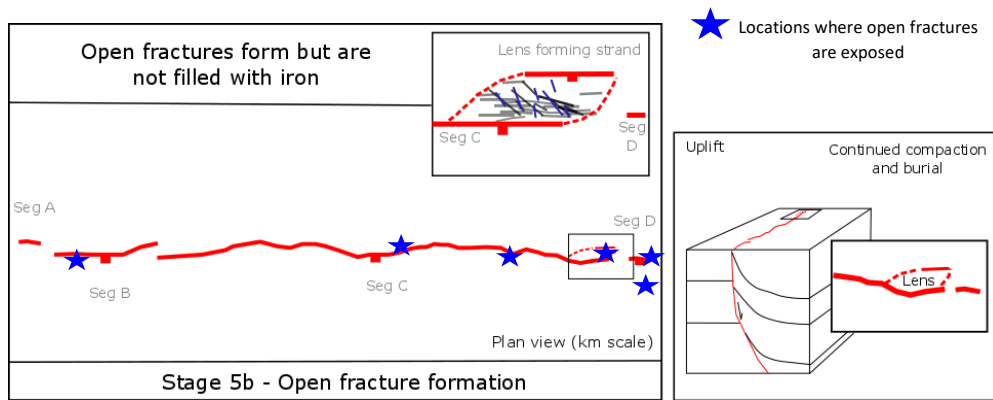 Open fractures form but are
not filled with iron
Lens forming strand
Seg C
Seg
D
Seg A
Seg B
Seg C
Seg D
Plan view (km scale)
Stage 5b - Open fracture formation
Locations where open fractures
are exposed
Uplift
Continued compaction
and burial
Lens